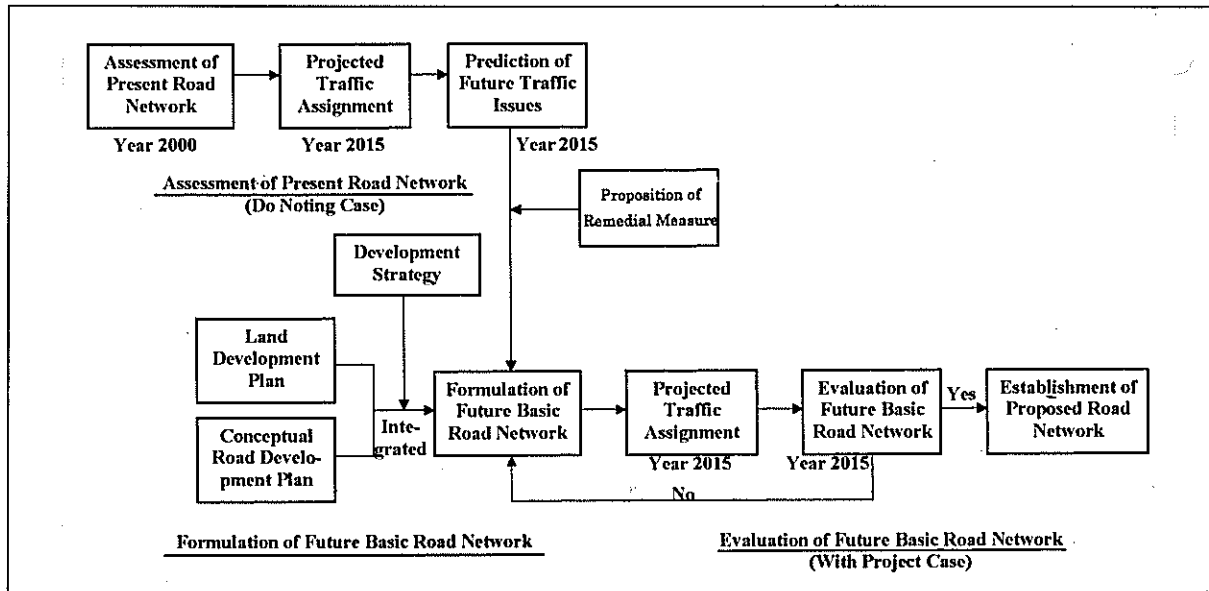 Assessment of
Present Road
Network
Year 2000
Projected
Traffic
Assignment
Year 2015
Prediction of
Future Traffic
Issues
Year 2015
Assessment of Present Road Network
(Do Noting Case)
Proposition of
Remedial Measure
Development
Strategy
Land
Development
Plan
Conceptual
Road Develo-
pment Plan
Inte-
grated
Formulation of
Future Basic
Road Network
Projected
Traffic
Assignment
Year 2015
Evaluation of
Future Basic
Road Network
Year 2015
Yes
No
Establishment of
Proposed Road
Network
Formulation of Future Basic Road Network
Evaluation of Future Basic Road Network
(With Project Case)